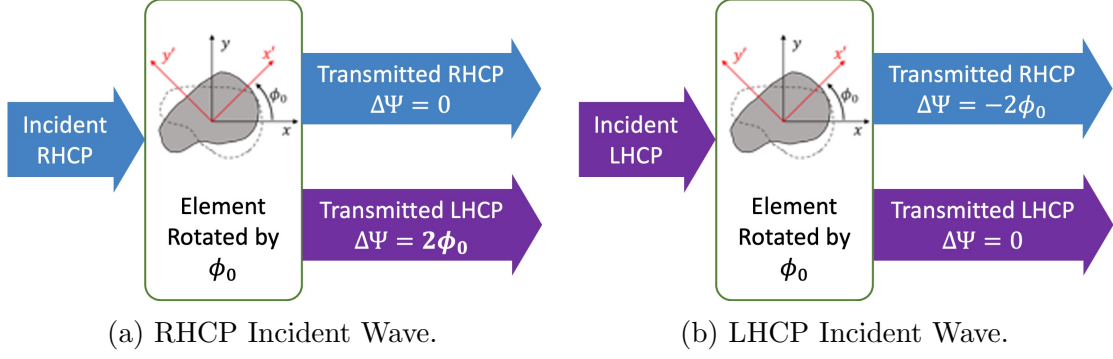 Incident
RHCP
y
y'
x'
ϕ0
x
Element
Rotated by
ϕ0
Transmitted RHCP
ΔΨ = 0
Transmitted LHCP
ΔΨ = 2ϕ0
(a) RHCP Incident Wave.
Incident
LHCP
y
y'
x'
ϕ0
x
Element
Rotated by
ϕ0
Transmitted RHCP
ΔΨ = −2ϕ0
Transmitted LHCP
ΔΨ = 0
(b) LHCP Incident Wave.